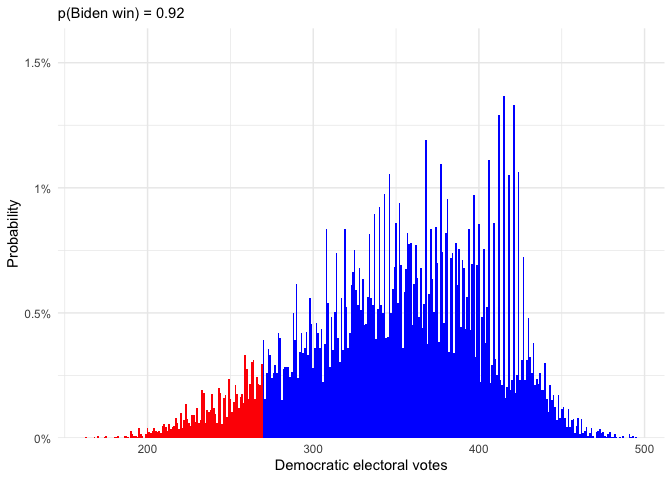 p(Biden win) = 0.92
1.5%
1%
0.5%
0%
Probability
200
300
400
500
Democratic electoral votes